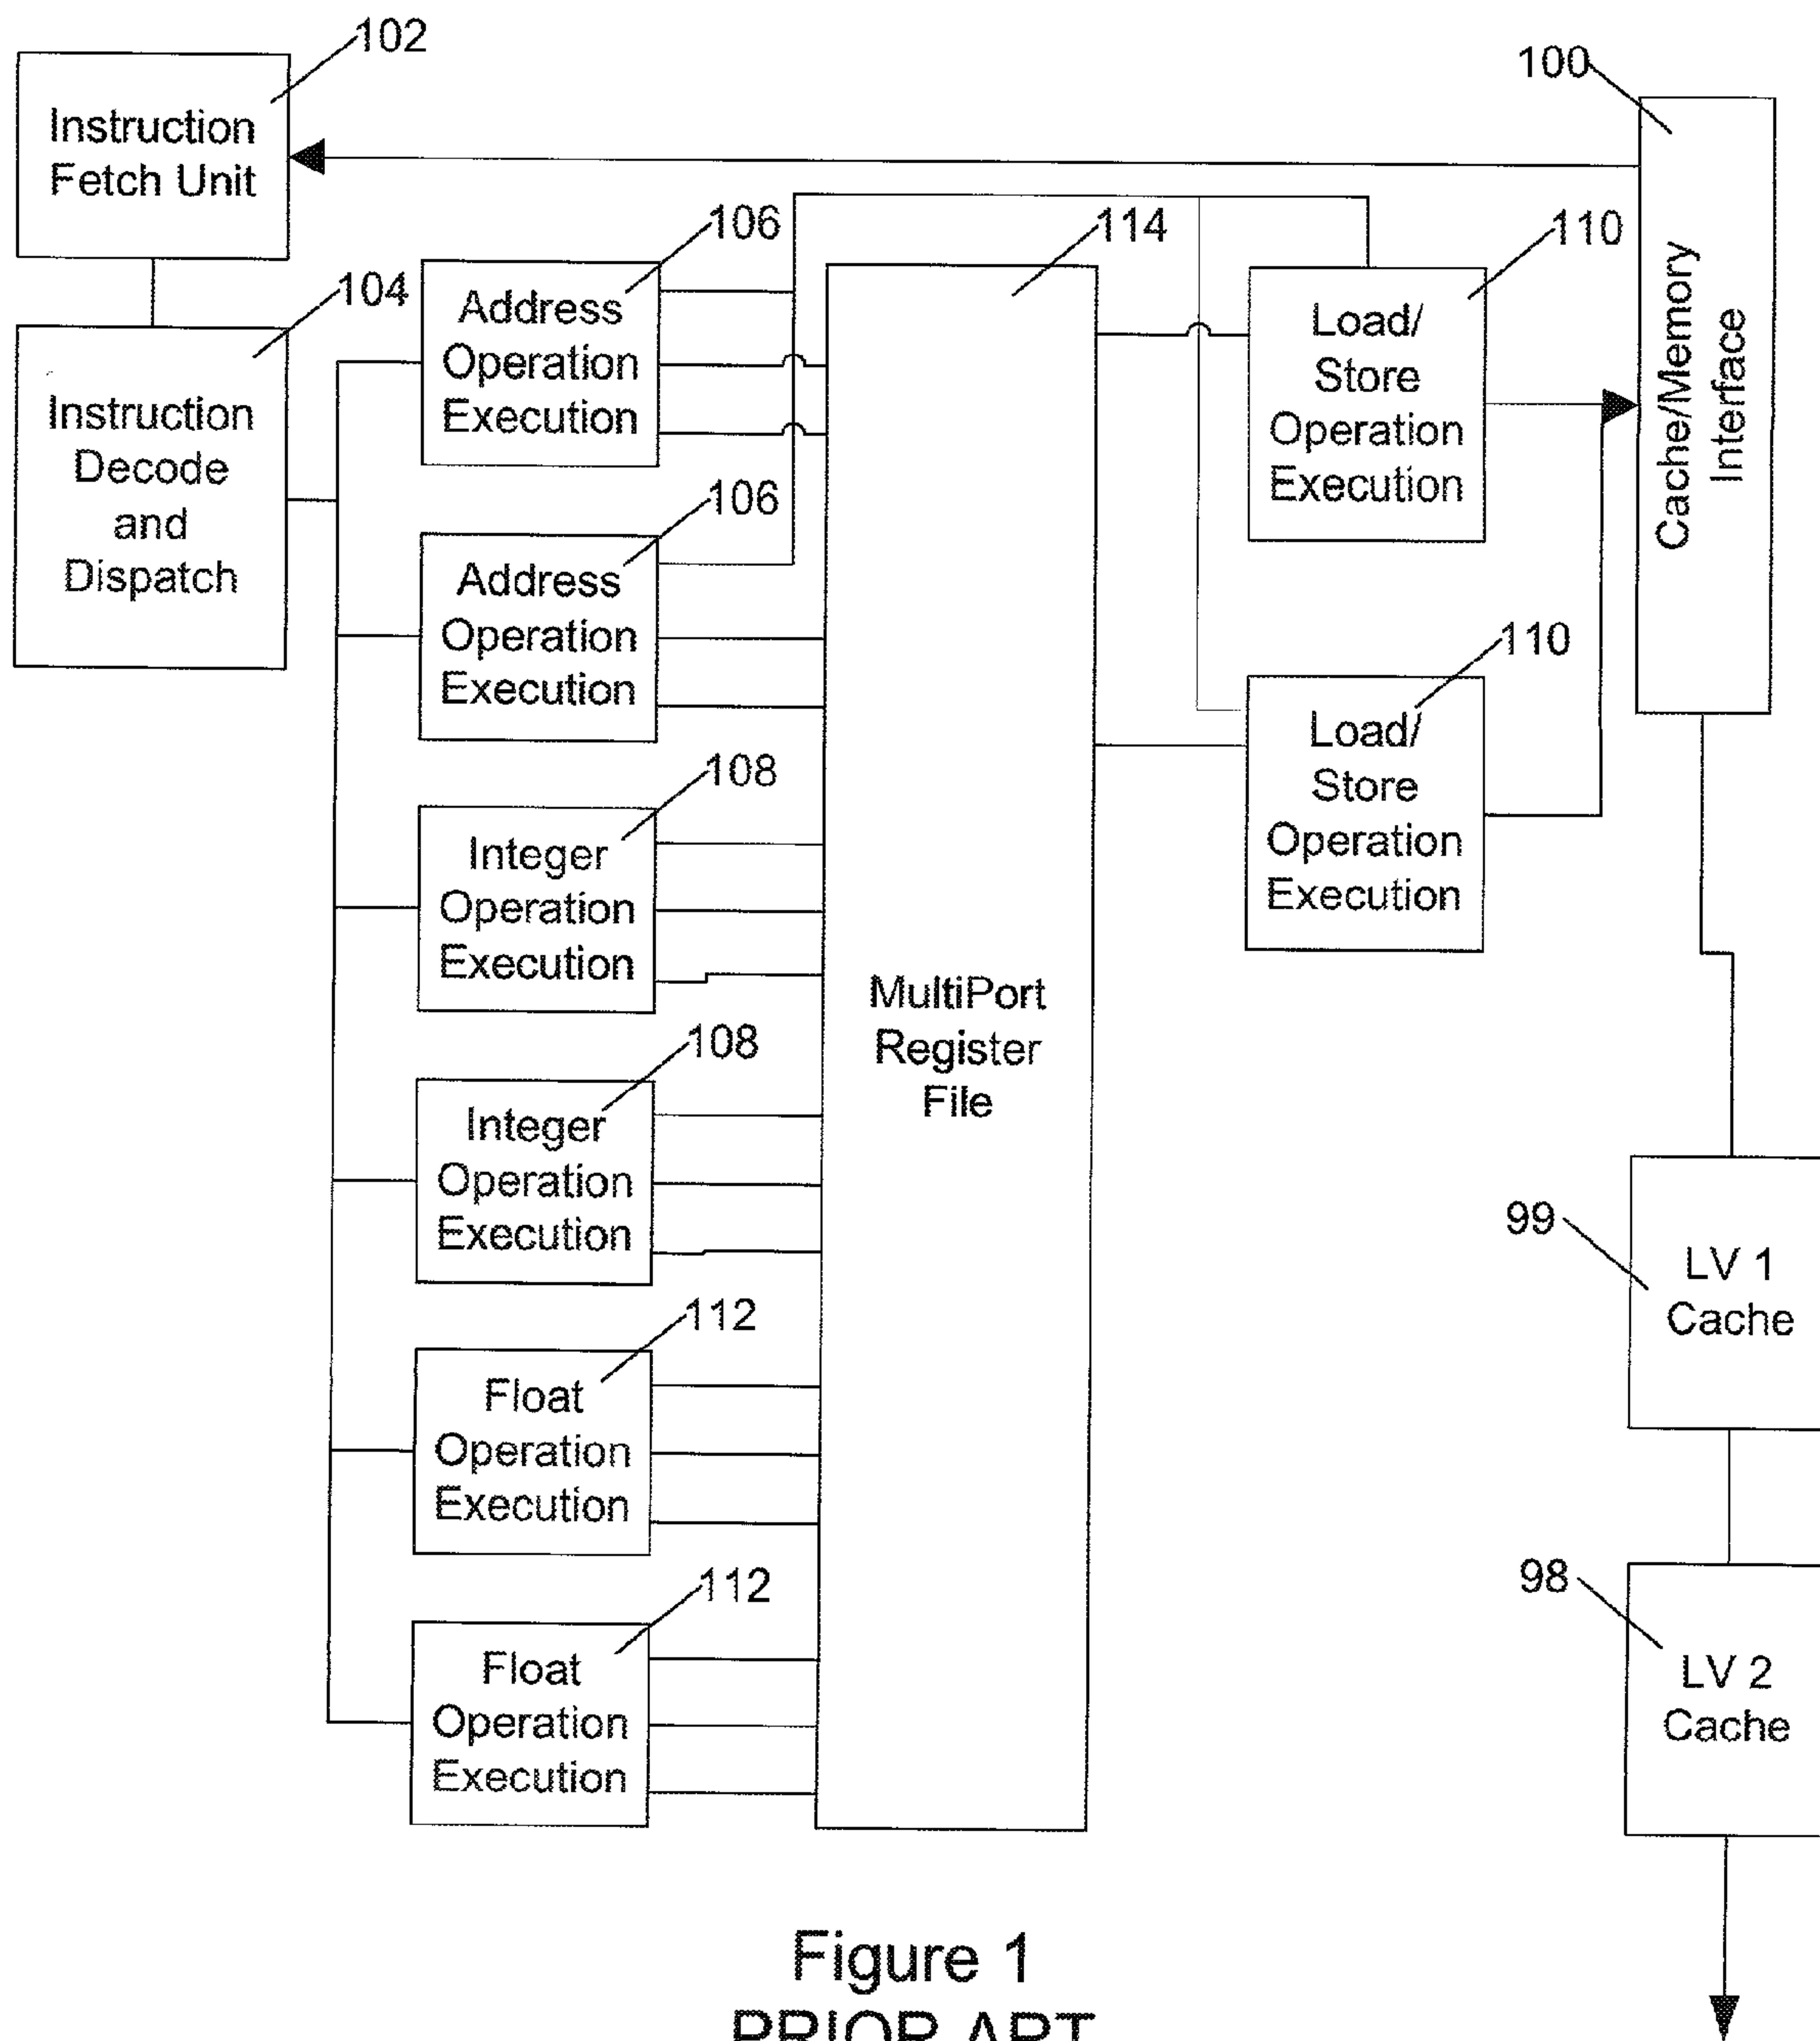 102
Instruction
Fetch Unit
100
Cache/Memory
Interface
104
Instruction
Decode
and
Dispatch
106
Address
Operation
Execution
114
MultiPort
Register
File
110
Load/
Store
Operation
Execution
106
Address
Operation
Execution
110
Load/
Store
Operation
Execution
108
Integer
Operation
Execution
108
Integer
Operation
Execution
99
LV 1
Cache
112
Float
Operation
Execution
98
LV 2
Cache
112
Float
Operation
Execution
Figure 1
PRIOR ART